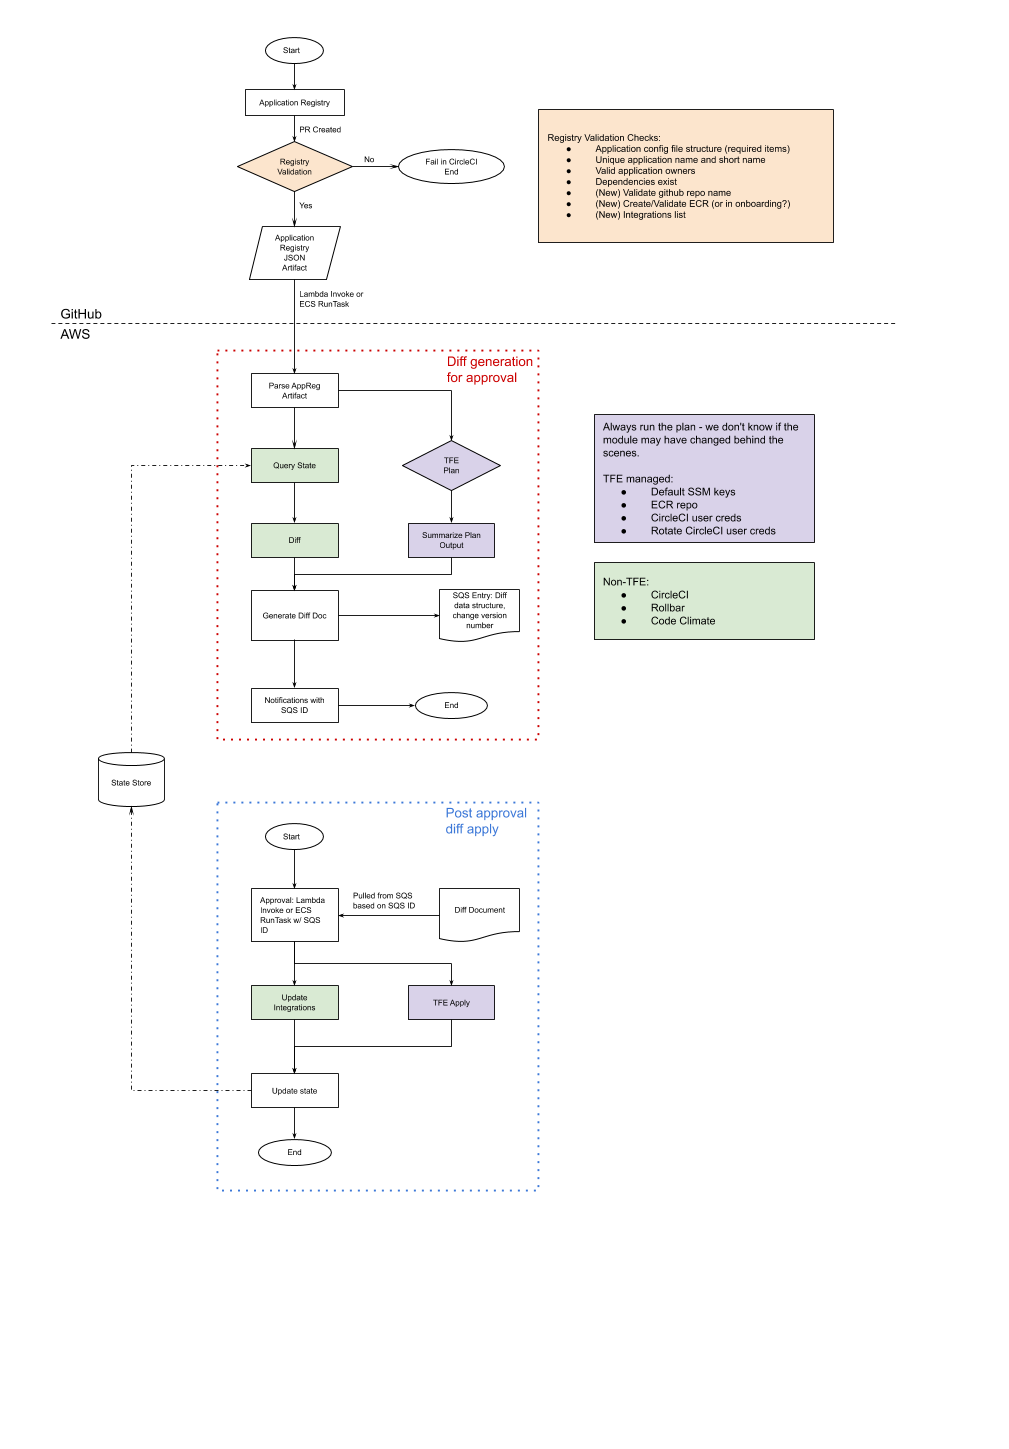 Start
Application Registry
PR Created
Registry
Validation
No
Fail in CircleCI
End
Yes
Application
Registry
JSON
Artifact
Lambda Invoke or
ECS RunTask
Registry Validation Checks:
● Application config file structure (required items)
● Unique application name and short name
● Valid application owners
● Dependencies exist
● (New) Validate github repo name
● (New) Create/Validate ECR (or in onboarding?)
● (New) Integrations list
GitHub
AWS
Diff generation
for approval
Parse AppReg
Artifact
Query State
TFE
Plan
Diff
Summarize Plan
Output
Generate Diff Doc
SQS Entry: Diff
data structure,
change version
number
Notifications with
SQS ID
End
Always run the plan - we don't know if the
module may have changed behind the
scenes.
TFE managed:
● Default SSM keys
● ECR repo
● CircleCI user creds
● Rotate CircleCI user creds
Non-TFE:
● CircleCI
● Rollbar
● Code Climate
State Store
Post approval
diff apply
Start
Approval: Lambda
Invoke or ECS
RunTask w/ SQS
ID
Pulled from SQS
based on SQS ID
Diff Document
Update
Integrations
TFE Apply
Update state
End